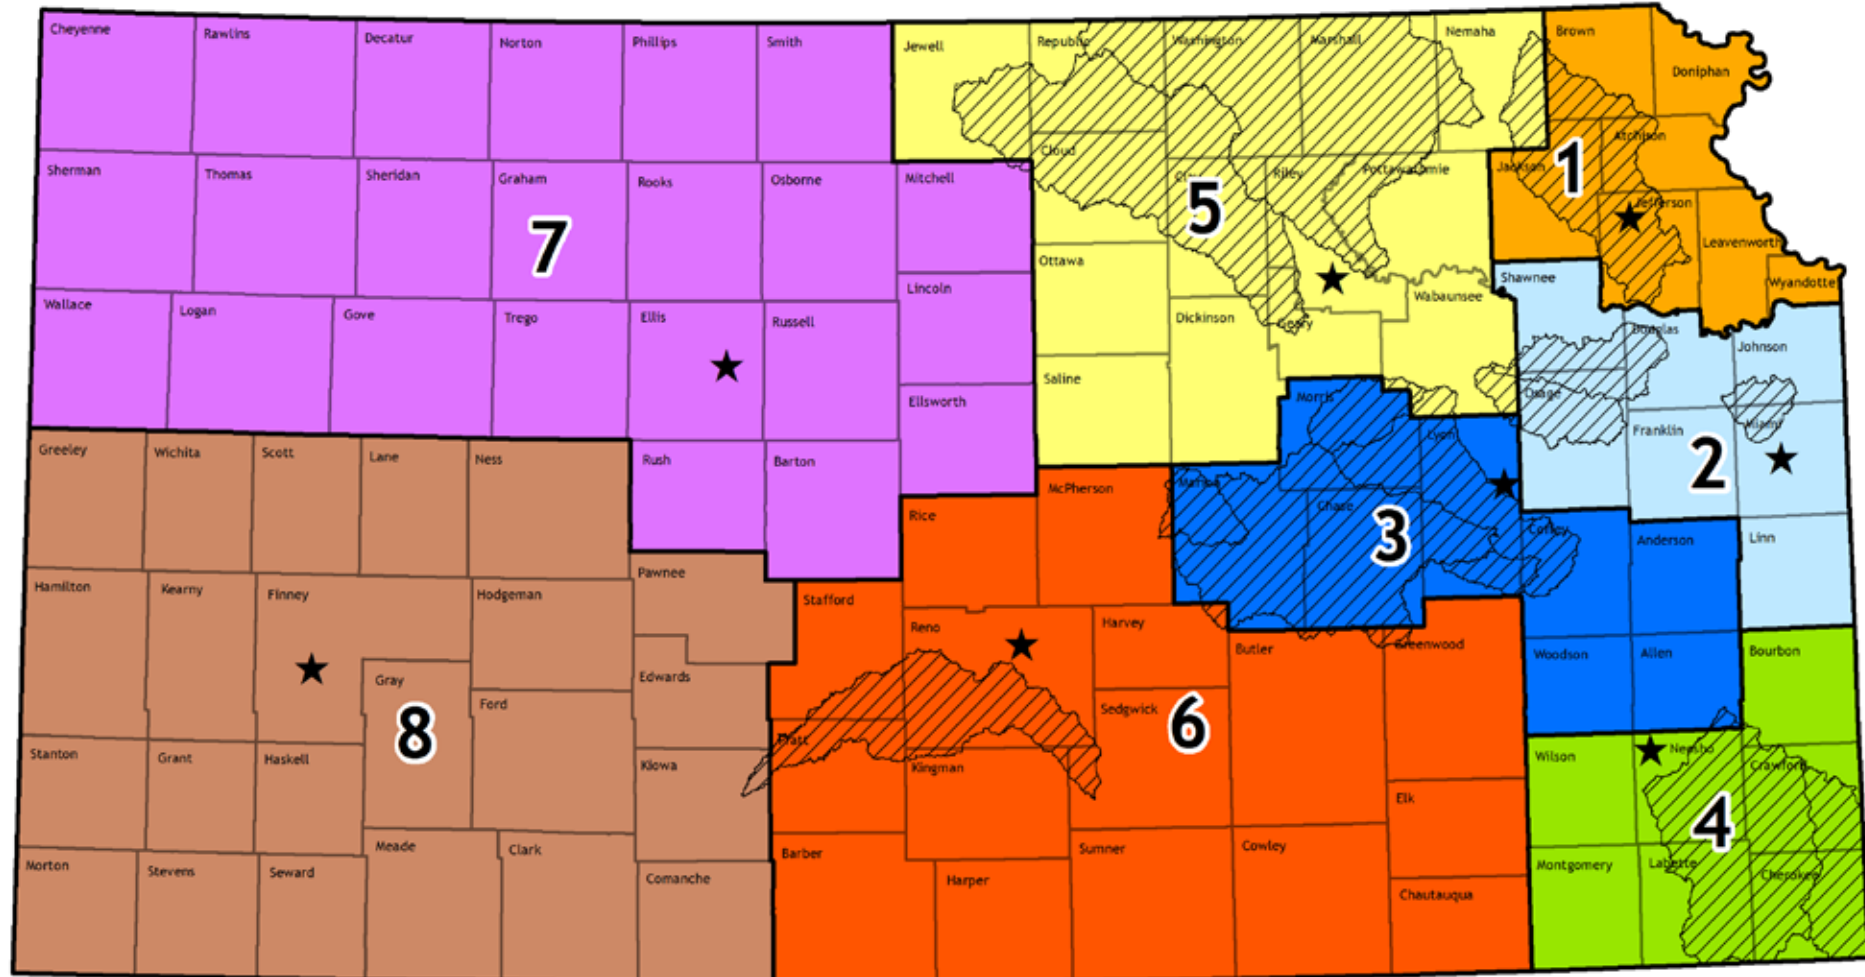 Cheyenne
Rawlins
Decatur
Norton
Phillips
Smith
Jewell
Republic
Washington
Marshall
Nemaha
Brown
Doniphan
Atchison
Sherman
Thomas
Sheridan
Graham
Rooks
Osborne
Mitchell
Cloud
Clay
Riley
Pottawatomie
Jackson
1
Jefferson
Leavenworth
7
5
Ottawa
Lincoln
Shawnee
Wyandotte
Wallace
Logan
Gove
Trego
Ellis
Russell
Dickinson
Geary
Wabaunsee
Douglas
Johnson
Saline
Ellsworth
Morris
Osage
Miami
Franklin
Lyon
2
Greeley
Wichita
Scott
Lane
Ness
Rush
Barton
McPherson
Marion
Chase
3
Coffey
Anderson
Linn
Rice
Hamilton
Kearny
Finney
Hodgeman
Pawnee
Stafford
Reno
Harvey
Butler
Greenwood
Woodson
Allen
Bourbon
Gray
Ford
Edwards
Sedgwick
6
8
Stanton
Grant
Haskell
Kiowa
Pratt
Kingman
Wilson
Neosho
Crawford
Elk
4
Morton
Stevens
Seward
Meade
Clark
Comanche
Barber
Harper
Sumner
Cowley
Chautauqua
Montgomery
Labette
Cherokee